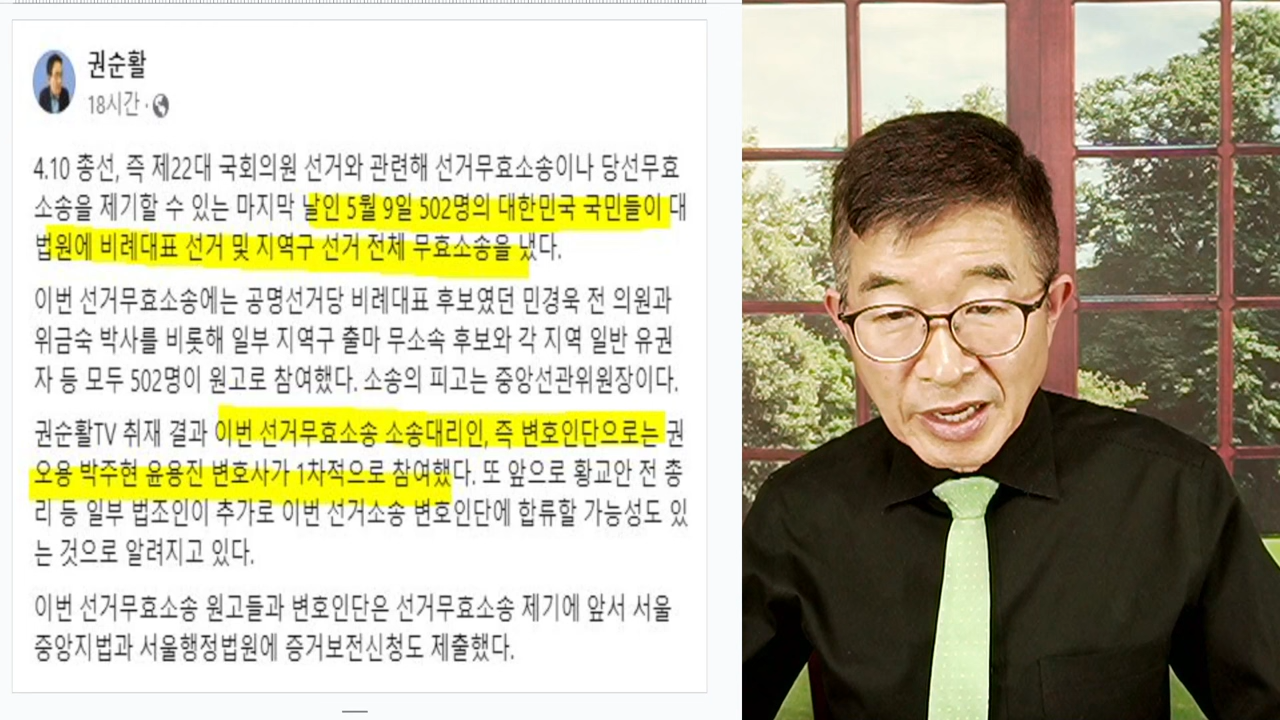 권순활
18시간 ·
4.10 총선, 즉 제22대 국회의원 선거와 관련해 선거무효소송이나 당선무효
소송을 제기할 수 있는 마지막 날인 5월 9일 502명의 대한민국 국민들이 대
법원에 비례대표 선거 및 지역구 선거 전체 무효소송을 냈다.
이번 선거무효소송에는 공명선거당 비례대표 후보였던 민경욱 전 의원과
위금숙 박사를 비롯해 일부 지역구 출마 무소속 후보와 각 지역 일반 유권
자 등 모두 502명이 원고로 참여했다. 소송의 피고는 중앙선관위원장이다.
권순활TV 취재 결과 이번 선거무효소송 소송대리인, 즉 변호인단으로는 권
오용 박주현 윤용진 변호사가 1차적으로 참여했다. 또 앞으로 황교안 전 총
리 등 일부 법조인이 추가로 이번 선거소송 변호인단에 합류할 가능성도 있
는 것으로 알려지고 있다.
이번 선거무효소송 원고들과 변호인단은 선거무효소송 제기에 앞서 서울
중앙지법과 서울행정법원에 증거보전신청도 제출했다.